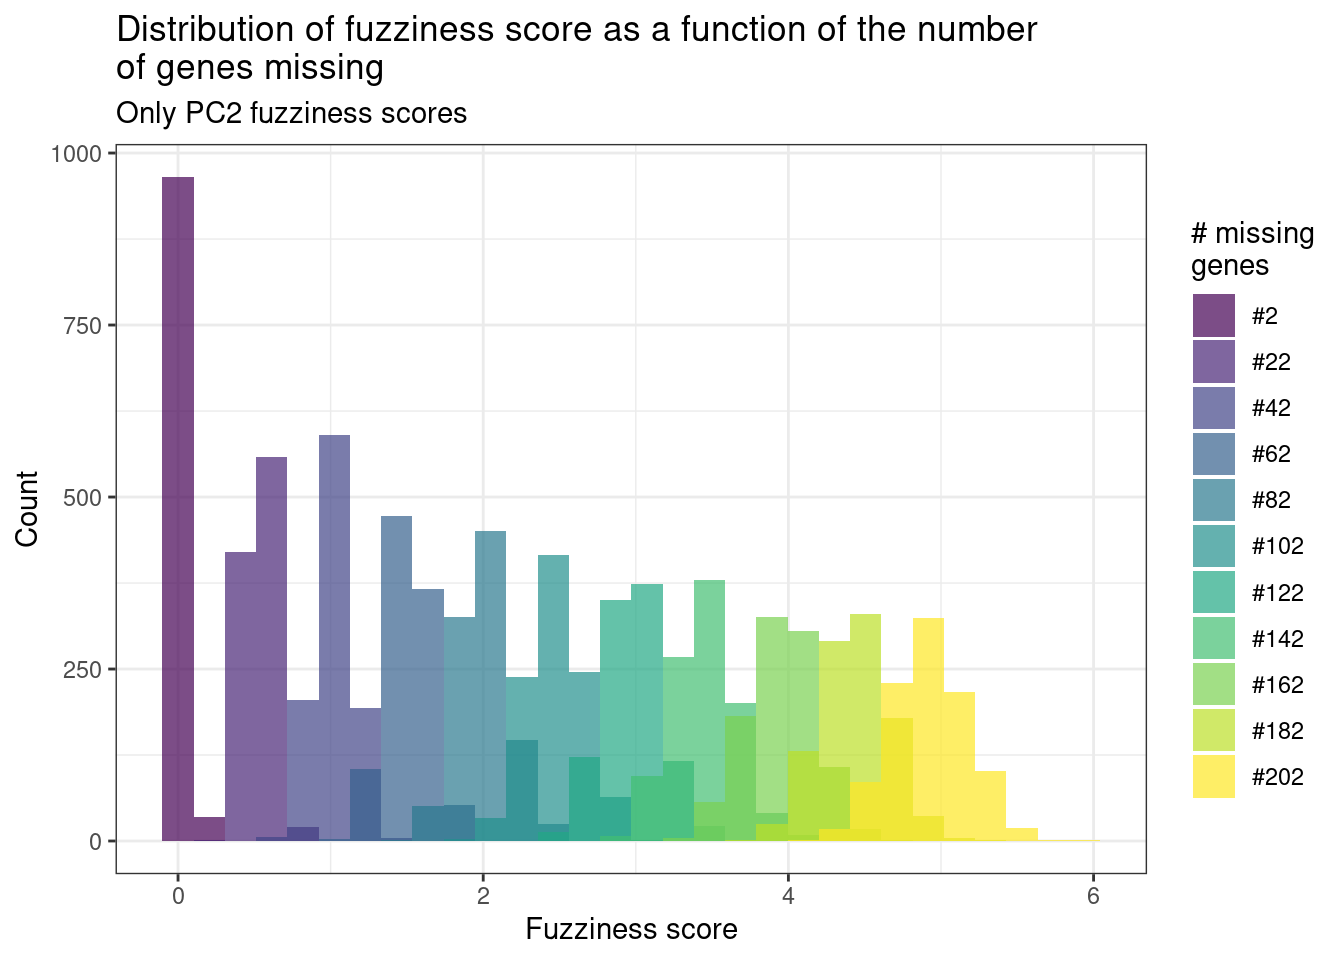 Distribution of fuzziness score as a function of the number
of genes missing
Only PC2 fuzziness scores
1000
750
500
250
0
Count
0 2 4 6
Fuzziness score
# missing
genes
#2
#22
#42
#62
#82
#102
#122
#142
#162
#182
#202